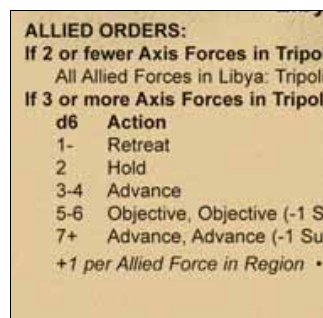 ALLIED ORDERS:
If 2 or fewer Axis Forces in Tripo
All Allied Forces in Libya: Tripoli
If 3 or more Axis Forces in Tripol
d6 Action
1- Retreat
2 Hold
3-4 Advance
5-6 Objective, Objective (-1 S
7+ Advance, Advance (-1 Su
+1 per Allied Force in Region •